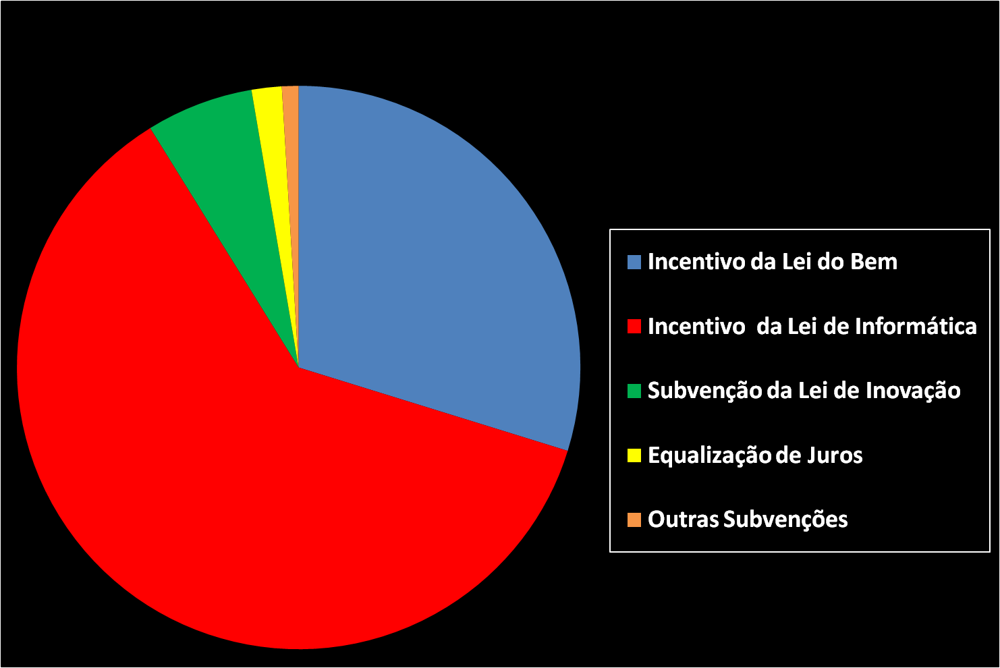 Incentivo da Lei do Bem
Incentivo  da Lei de Informática
Subvenção da Lei de Inovação
Equalização de Juros
Outras Subvenções